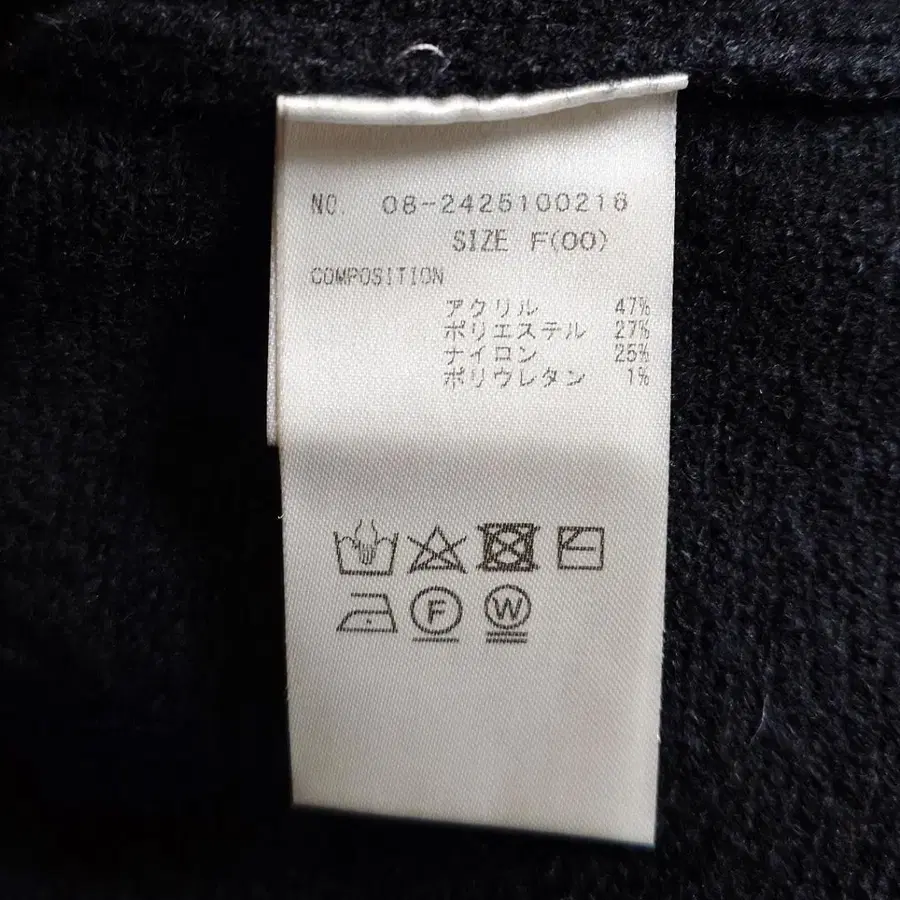 NO. 08-2425100216
SIZE F(00)
COMPOSITION
アクリル 47%
ポリエステル 27%
ナイロン 25%
ポリウレタン 1%
F W